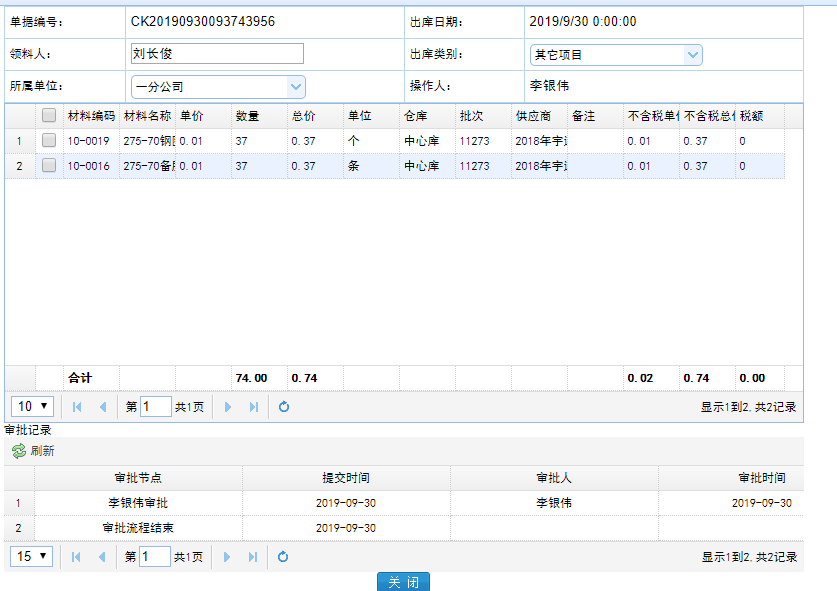 单据编号： CK20190930093743956 出库日期： 2019/9/30 0:00:00
领料人： 刘长俊 出库类别： 其它项目
所属单位： 一分公司 操作人： 李银伟
材料编码 材料名称 单价 数量 总价 单位 仓库 批次 供应商 备注 不含税单价 不含税总价 税额
1 10-0019 275-70钢 0.01 37 0.37 个 中心库 11273 2018年宇 0.01 0.37 0
2 10-0016 275-70备 0.01 37 0.37 条 中心库 11273 2018年宇 0.01 0.37 0
合计 74.00 0.74 0.02 0.74 0.00
10 第 1 共1页 显示1到2,共2记录
审批记录
刷新
审批节点 提交时间 审批人 审批时间
1 李银伟审批 2019-09-30 李银伟 2019-09-30
2 审批流程结束 2019-09-30
15 第 1 共1页 显示1到2,共2记录
关 闭